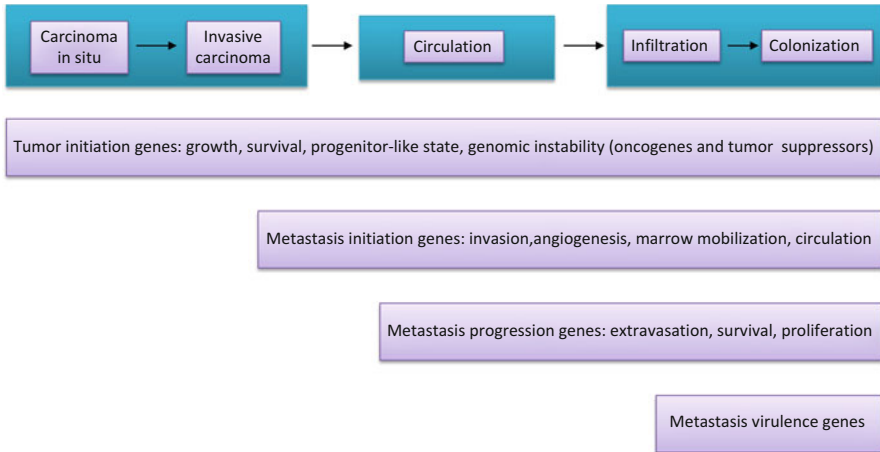 Carcinoma
in situ
Invasive
carcinoma
Circulation
Infiltration
Colonization
Tumor initiation genes: growth, survival, progenitor-like state, genomic instability (oncogenes and tumor suppressors)
Metastasis initiation genes: invasion,angiogenesis, marrow mobilization, circulation
Metastasis progression genes: extravasation, survival, proliferation
Metastasis virulence genes